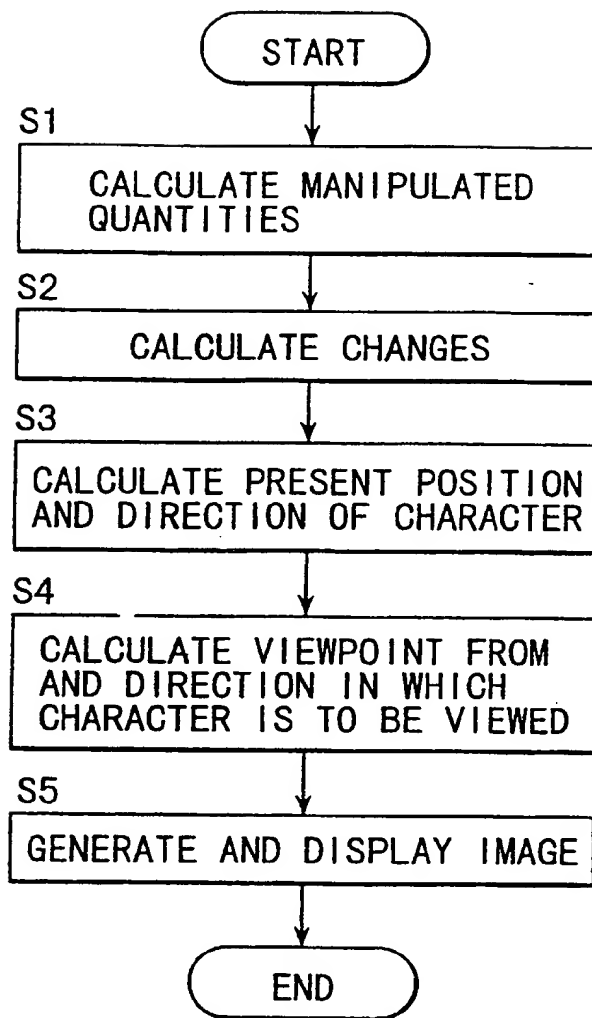 START
S1
CALCULATE MANIPULATED
QUANTITIES
S2
CALCULATE CHANGES
S3
CALCULATE PRESENT POSITION
AND DIRECTION OF CHARACTER
S4
CALCULATE VIEWPOINT FROM
AND DIRECTION IN WHICH
CHARACTER IS TO BE VIEWED
S5
GENERATE AND DISPLAY IMAGE
END